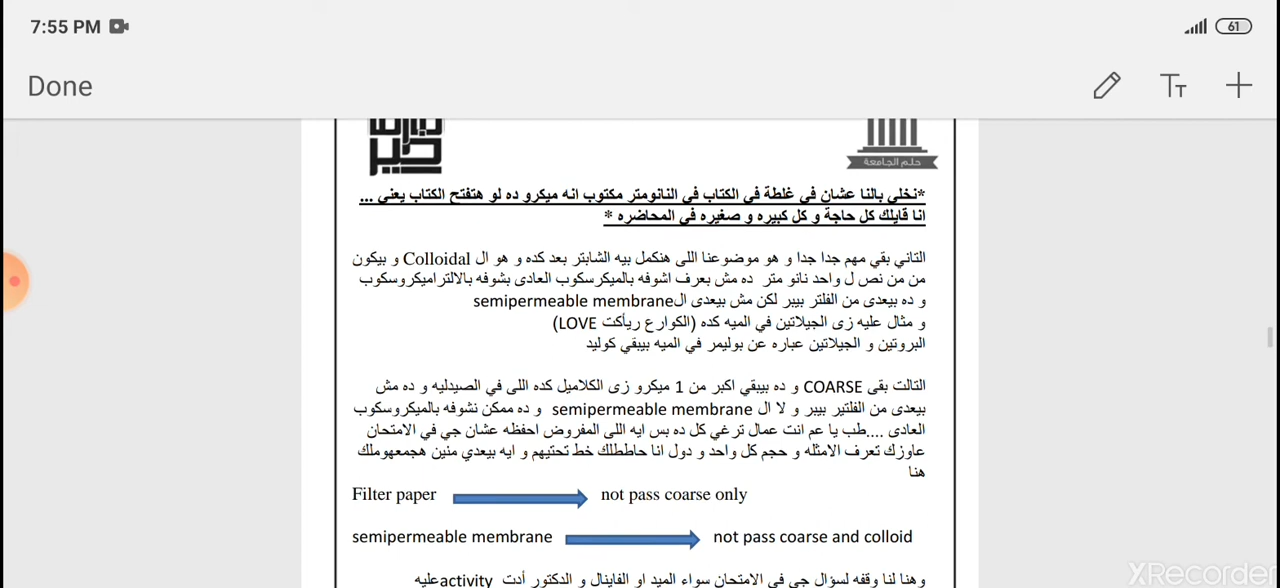 7:55 PM
61
Done
حلم الجامعة
*نخلي بالنا عشان في غلطة في الكتاب في النانومتر مكتوب انه ميكرو ده لو هتفتح الكتاب يعني ...
انا قايلك كل حاجة و كل كبيره و صغيره في المحاضره *
التاني بقي مهم جدا جدا و هو موضوعنا اللى هنكمل بيه الشابتر بعد كده و هو ال Colloidal و بيكون
من من نص ل واحد نانو متر ده مش بعرف اشوفه بالميكرسكوب العادى بشوفه بالالتراميكروسكوب
و ده بيعدى من الفلتر بيبر لكن مش بيعدى الsemipermeable membrane
و مثال عليه زى الجيلاتين في الميه كده (الكوارع ريأكت LOVE)
البروتين و الجيلاتين عباره عن بوليمر في الميه بيبقي كوليد
التالت بقى COARSE و ده بيبقي اكبر من 1 ميكرو زى الكلاميل كده اللى في الصيدليه و ده مش
بيعدى من الفلتير بيبر و لا ال semipermeable membrane و ده ممكن نشوفه بالميكروسكوب
العادى ....طب يا عم انت عمال ترغي كل ده بس ايه اللى المفروض احفظه عشان جي في الامتحان
عاوزك تعرف الامثله و حجم كل واحد و دول انا حاططلك خط تحتيهم و ايه بيعدي منين هجمعهوملك
هنا
Filter paper not pass coarse only
semipermeable membrane not pass coarse and colloid
وهنا لنا وقفه لسؤال جي في الامتحان سواء الميد او الفاينال و الدكتور أدت activityعليه
XRecorder